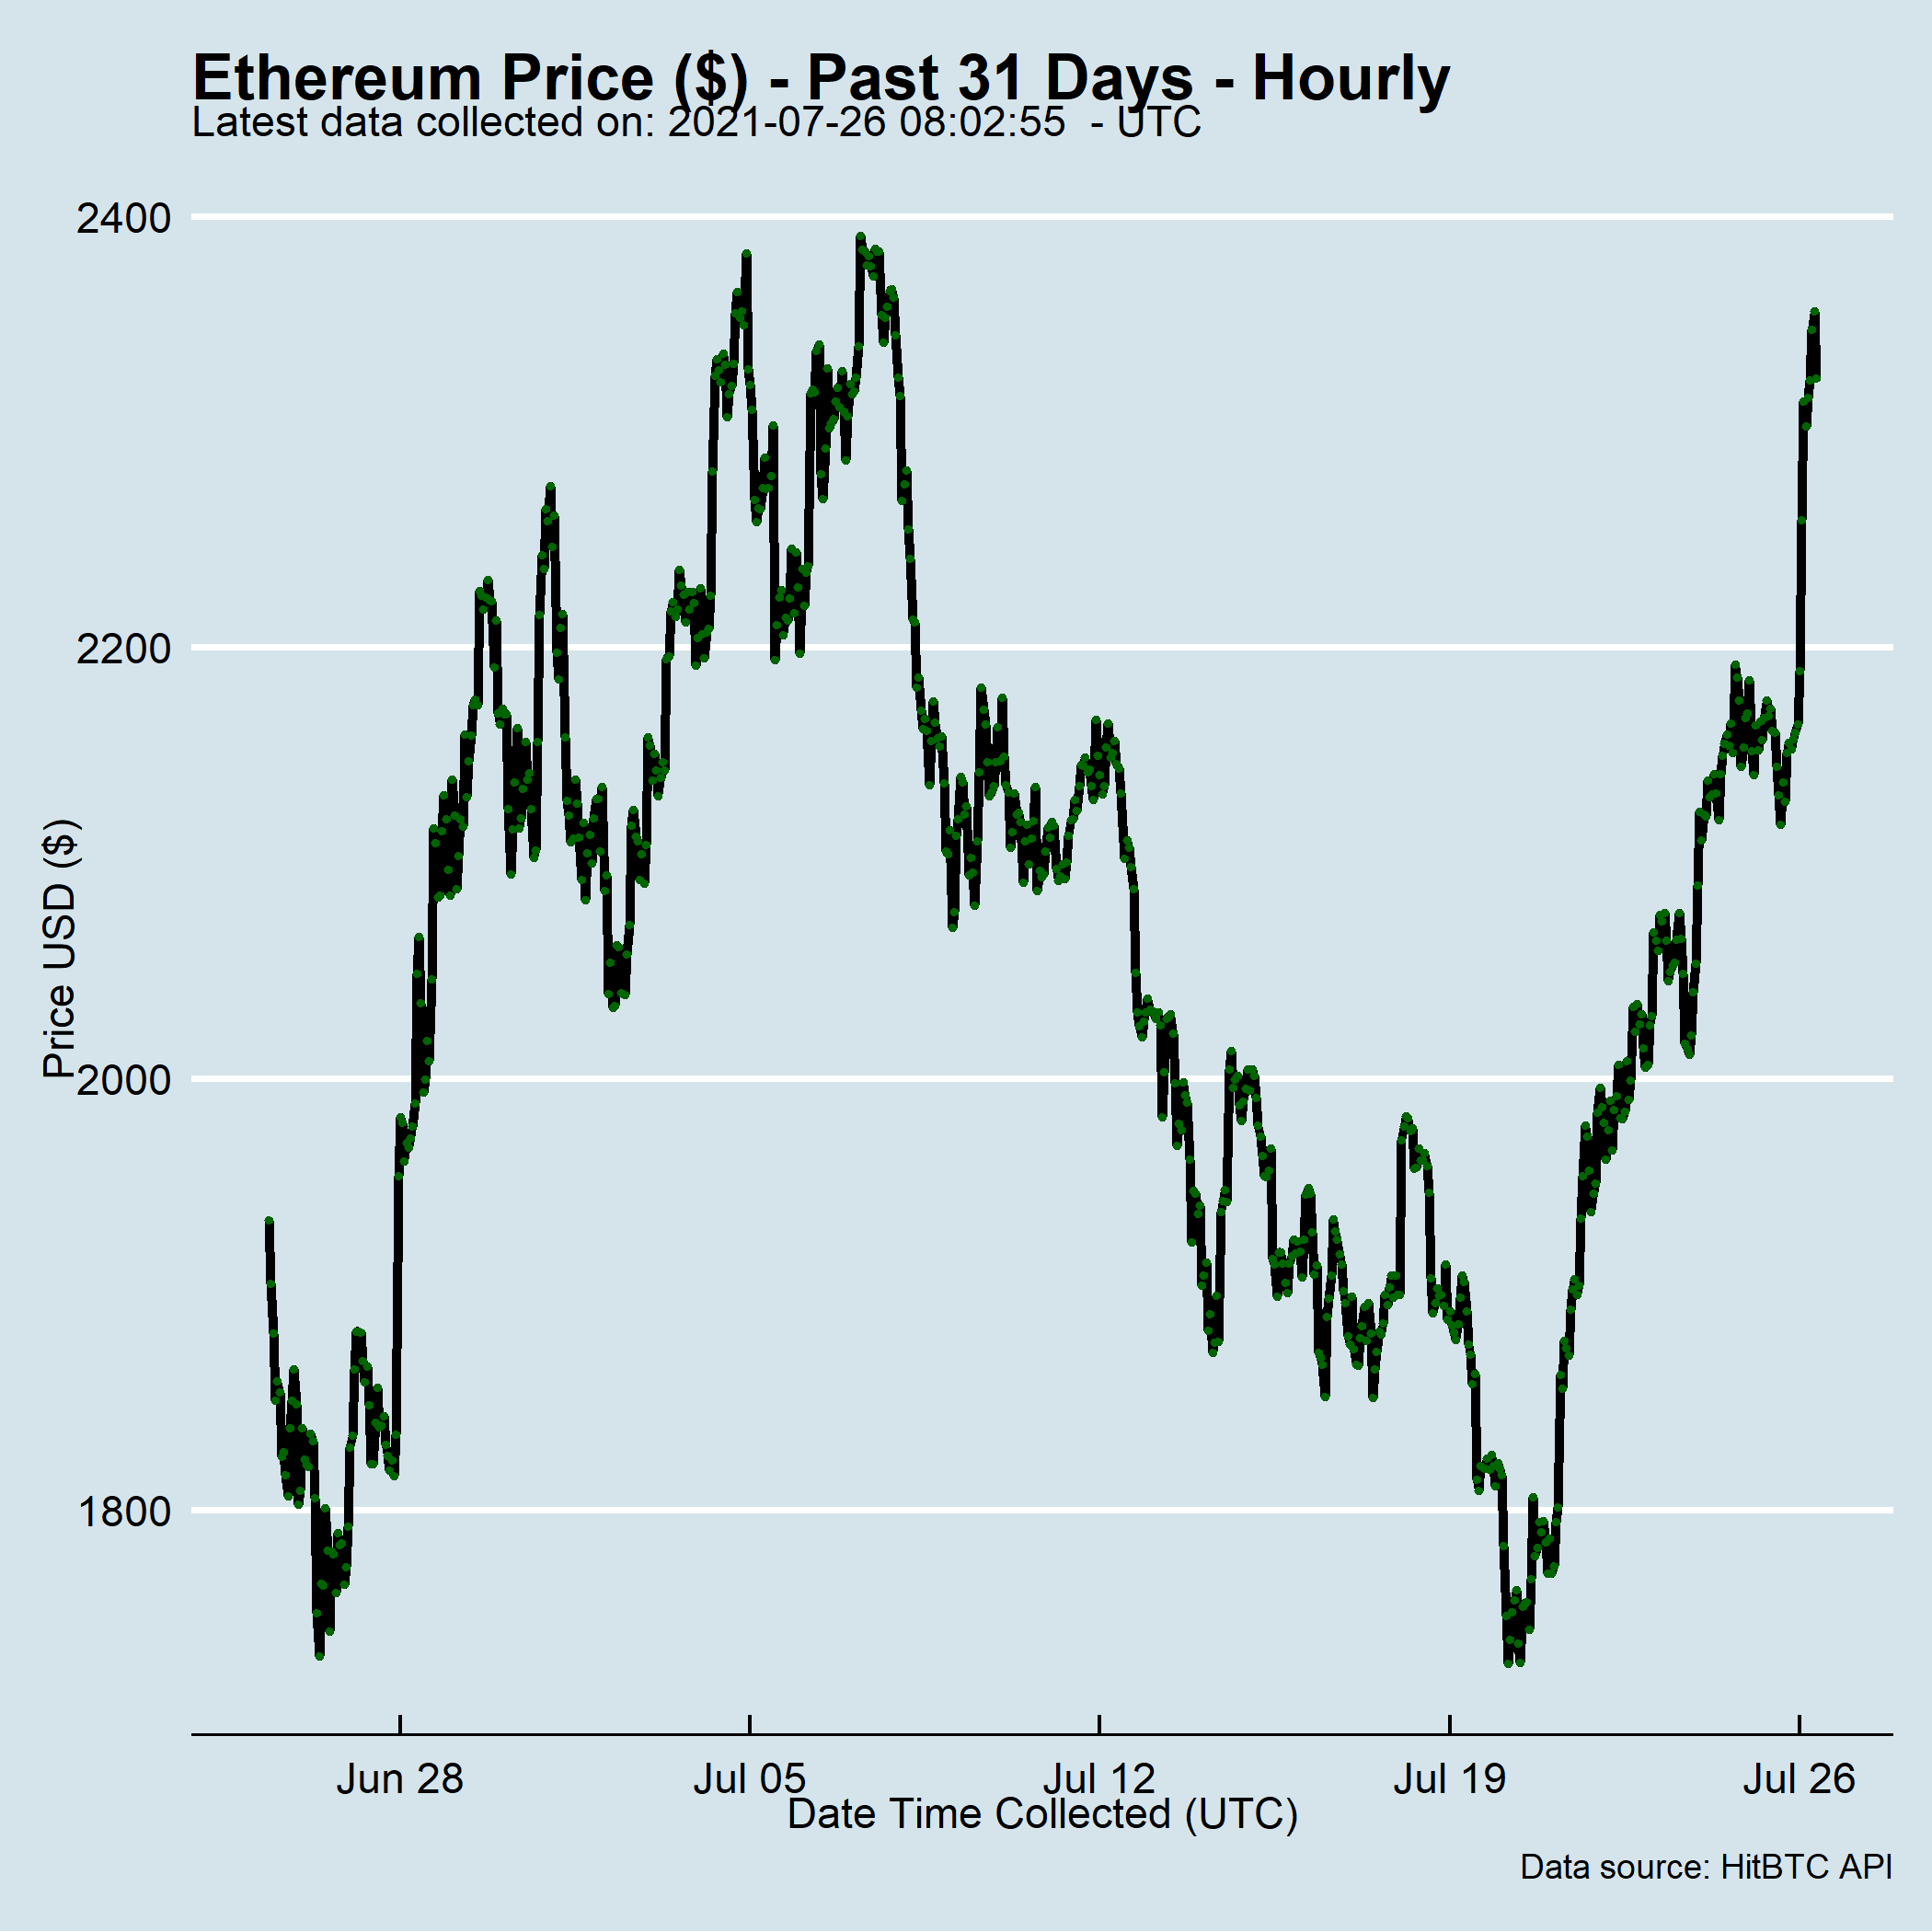 Ethereum Price ($) - Past 31 Days - Hourly
Latest data collected on: 2021-07-26 08:02:55  - UTC
2400
2200
2000
1800
Price USD ($)
Jun 28
Jul 05
Jul 12
Jul 19
Jul 26
Date Time Collected (UTC)
Data source: HitBTC API